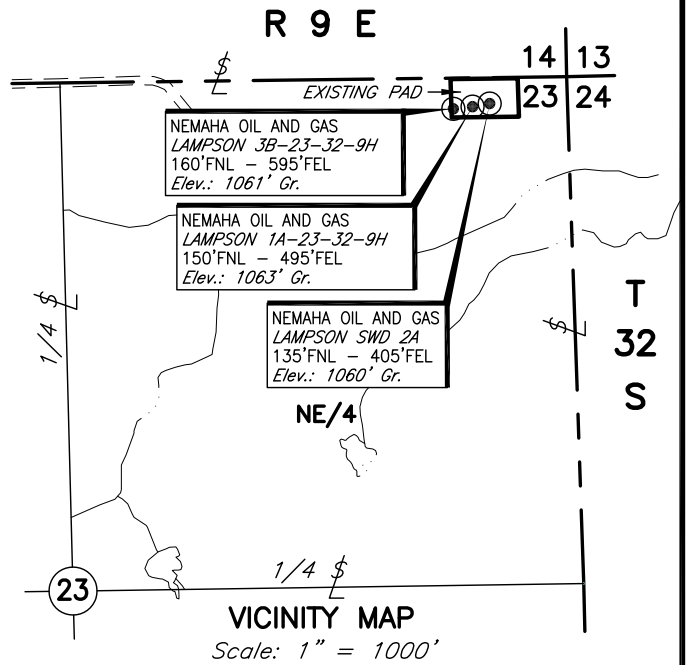 R 9 E
14 13
EXISTING PAD
23 24
NEMAHA OIL AND GAS
LAMPSON 3B-23-32-9H
160'FNL - 595'FEL
Elev.: 1061' Gr.
NEMAHA OIL AND GAS
LAMPSON 1A-23-32-9H
150'FNL - 495'FEL
Elev.: 1063' Gr.
NEMAHA OIL AND GAS
LAMPSON SWD 2A
135'FNL - 405'FEL
Elev.: 1060' Gr.
T
32
S
1/4
NE/4
1/4
23
VICINITY MAP
Scale: 1" = 1000'